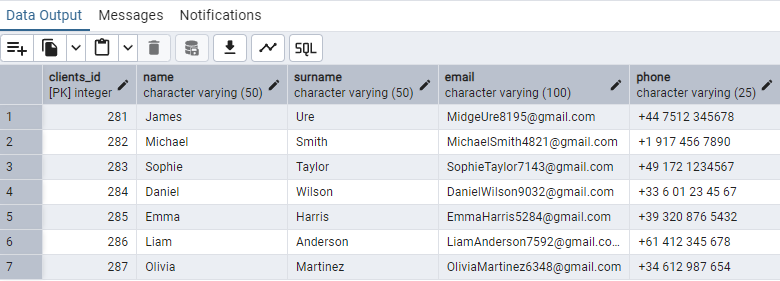 Data Output Messages Notifications
SQL
clients_id name surname email phone
[PK] integer character varying (50) character varying (50) character varying (100) character varying (25)
1 281 James Ure MidgeUre8195@gmail.com +44 7512 345678
2 282 Michael Smith MichaelSmith4821@gmail.com +1 917 456 7890
3 283 Sophie Taylor SophieTaylor7143@gmail.com +49 172 1234567
4 284 Daniel Wilson DanielWilson9032@gmail.com +33 6 01 23 45 67
5 285 Emma Harris EmmaHarris5284@gmail.com +39 320 876 5432
6 286 Liam Anderson LiamAnderson7592@gmail.co... +61 412 345 678
7 287 Olivia Martinez OliviaMartinez6348@gmail.com +34 612 987 654